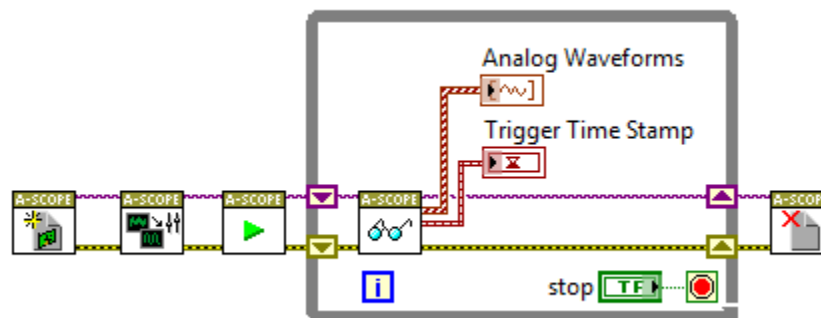 Analog Waveforms
Trigger Time Stamp
A-SCOPE
A-SCOPE
A-SCOPE
A-SCOPE
A-SCOPE
i
stop
TF